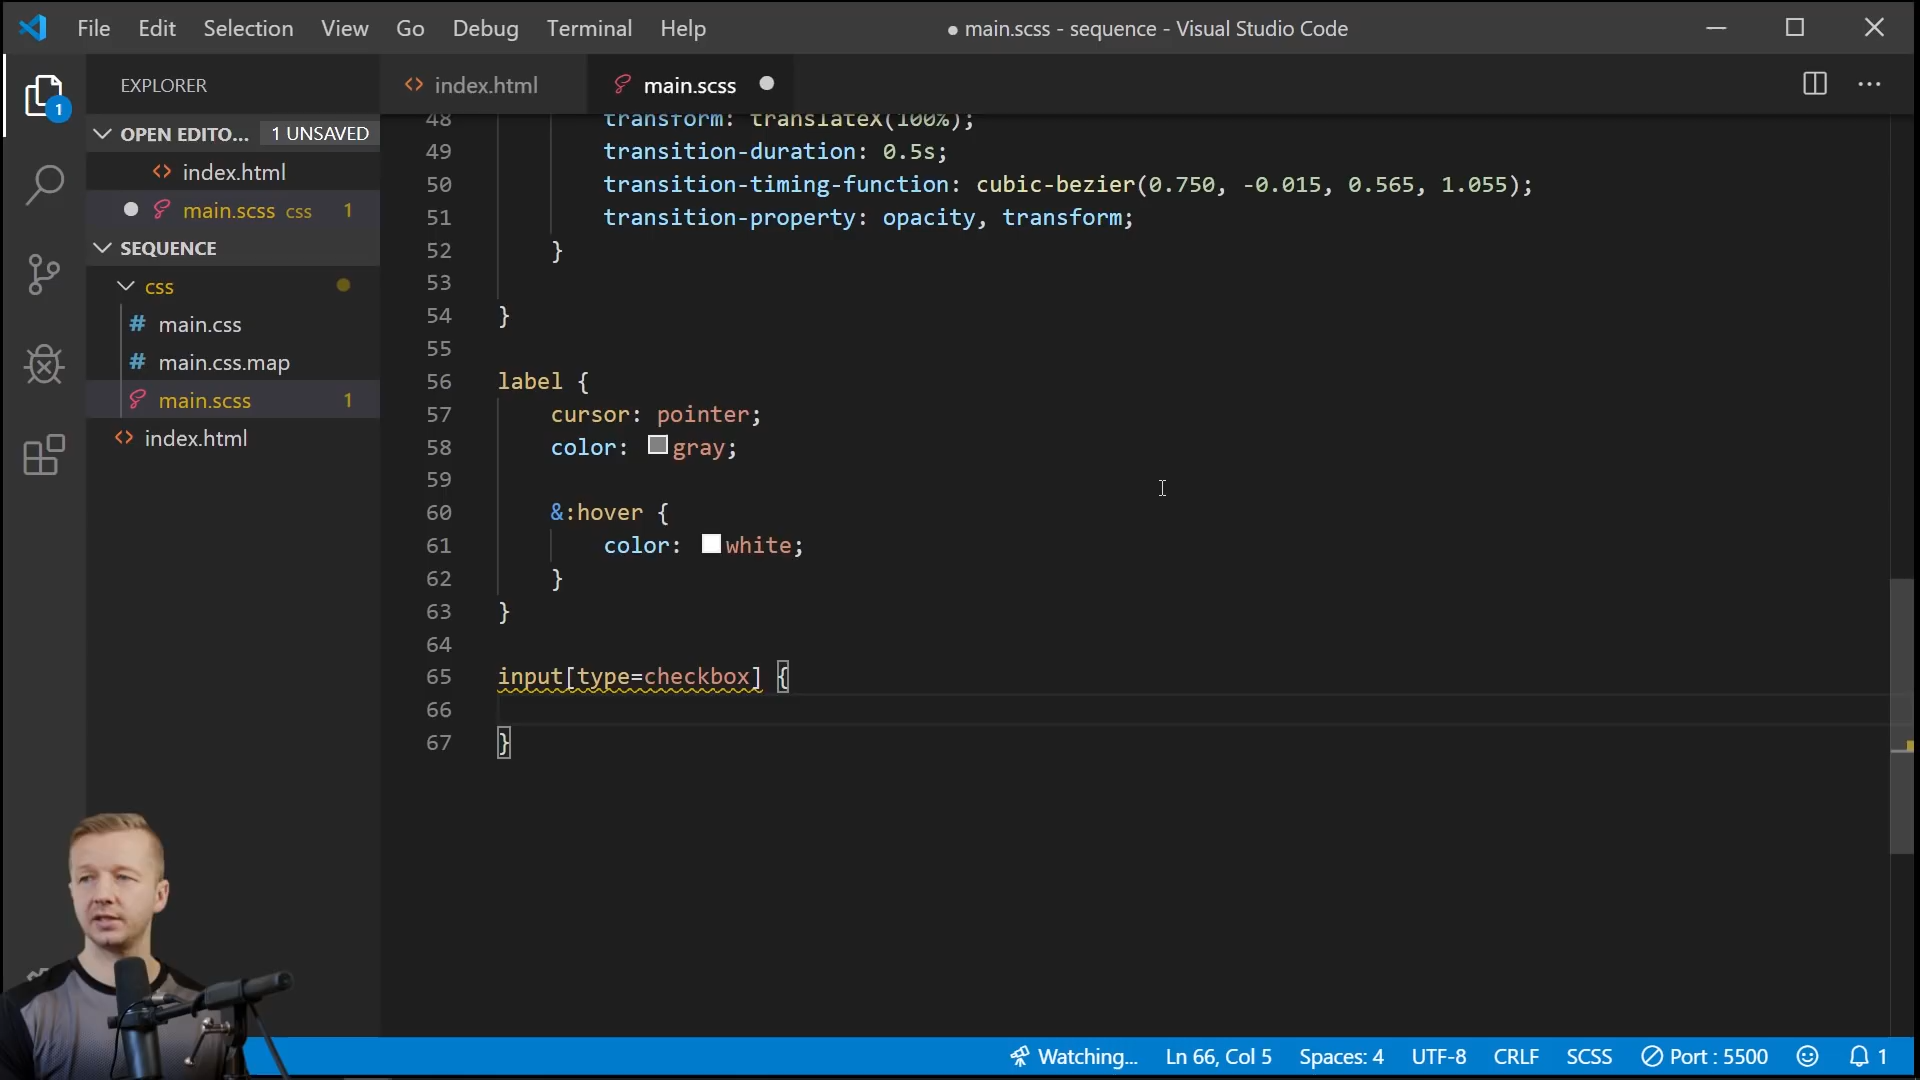 File Edit Selection View Go Debug Terminal Help
● main.scss - sequence - Visual Studio Code
EXPLORER
OPEN EDITO... 1 UNSAVED
<> index.html
main.scss css 1
SEQUENCE
css
# main.css
# main.css.map
main.scss 1
<> index.html
1
<> index.html
main.scss
48 transform: translateX(100%);
49 transition-duration: 0.5s;
50 transition-timing-function: cubic-bezier(0.750, -0.015, 0.565, 1.055);
51 transition-property: opacity, transform;
52 }
53
54 }
55
56 label {
57 cursor: pointer;
58 color: gray;
59
60 &:hover {
61 color: white;
62 }
63 }
64
65 input[type=checkbox] {
66
67 }
Watching... Ln 66, Col 5 Spaces: 4 UTF-8 CRLF SCSS Port : 5500 1